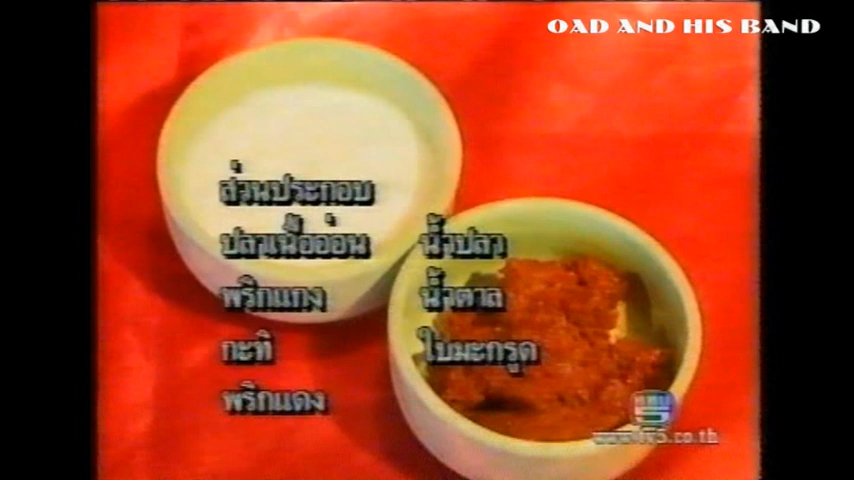 OAD AND HIS BAND
ส่วนประกอบ
ปลาเนื้ออ่อน
พริกแกง
กะทิ
พริกแดง
น้ำปลา
น้ำตาล
ใบมะกรูด
5
www.tv5.co.th